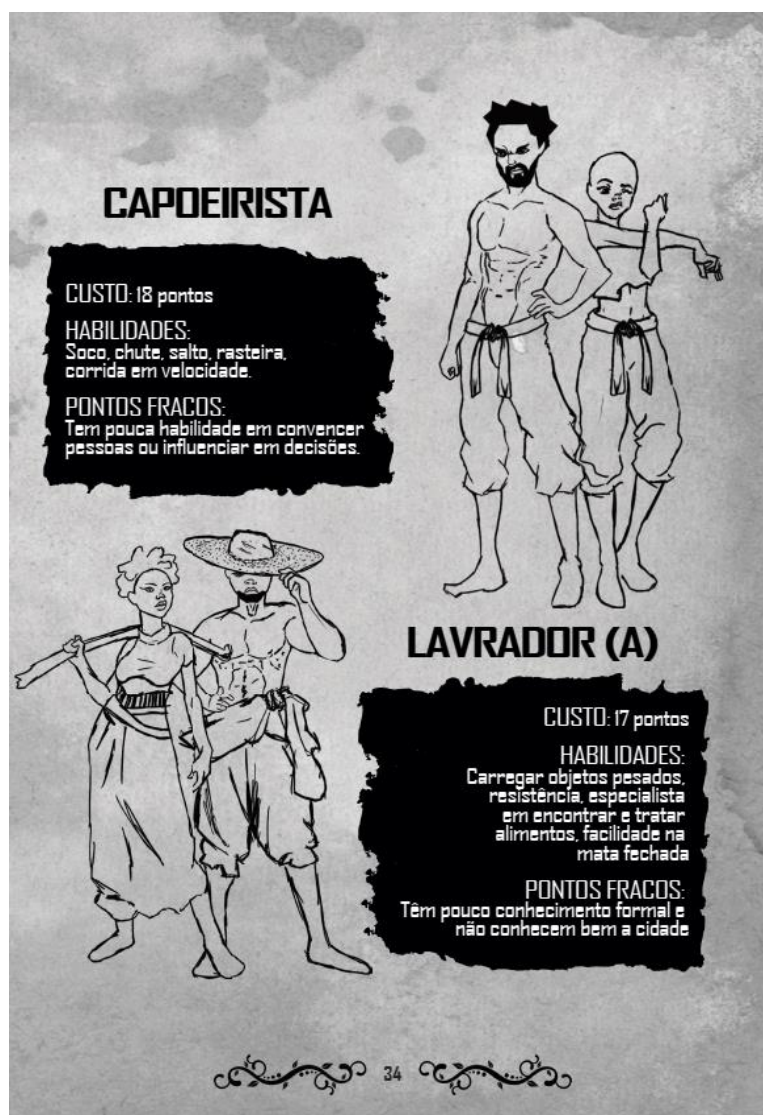 CAPOEIRISTA
CUSTO: 18 pontos
HABILIDADES:
Soco, chute, salto, rasteira,
corrida em velocidade.
PONTOS FRACOS:
Tem pouca habilidade em convencer
pessoas ou influenciar em decisões.
LAVRADOR (A)
CUSTO: 17 pontos
HABILIDADES:
Carregar objetos pesados,
resistência, especialista
em encontrar e tratar
alimentos, facilidade na
mata fechada
PONTOS FRACOS:
Têm pouco conhecimento formal e
não conhecem bem a cidade
34